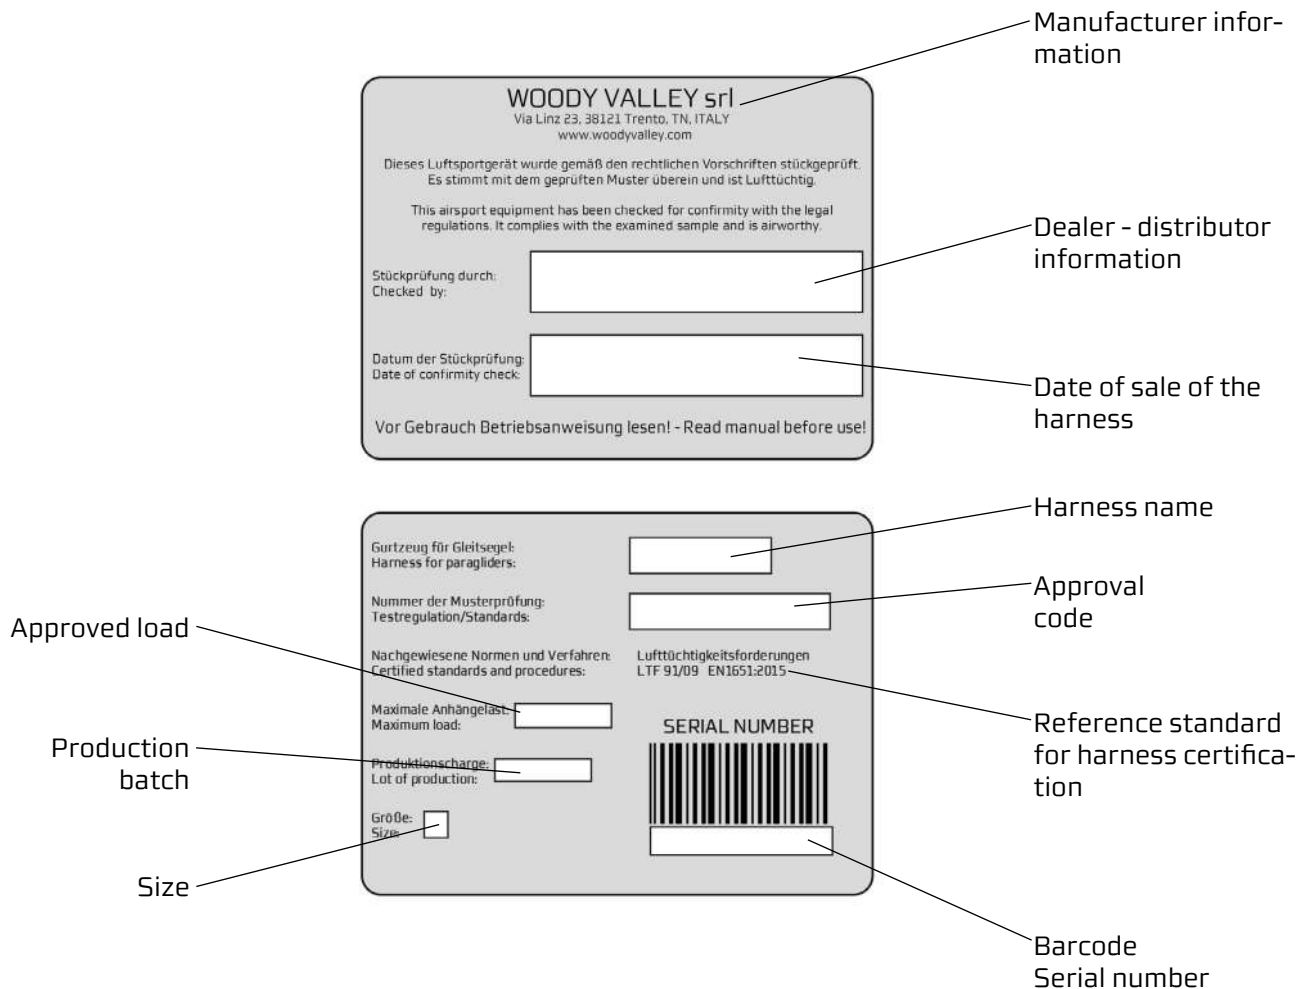 Manufacturer infor-
mation
WOODY VALLEY srl
Via Linz 23, 38121 Trento, TN, ITALY
www.woodyvalley.com
Dieses Luftsportgerät wurde gemäß den rechtlichen Vorschriften stückgeprüft.
Es stimmt mit dem geprüften Muster überein und ist Lufttüchtig.
This airsport equipment has been checked for confirmity with the legal
regulations. It complies with the examined sample and is airworthy.
Dealer - distributor
information
Stückprüfung durch:
Checked by:
Datum der Stückprüfung:
Date of confirmity check:
Date of sale of the
harness
Vor Gebrauch Betriebsanweisung lesen! - Read manual before use!
Harness name
Gurtzeug für Gleitsegel:
Harness for paragliders:
Approval
code
Nummer der Musterprüfung:
Testregulation/Standards:
Approved load
Nachgewiesene Normen und Verfahren: Lufttüchtigkeitsforderungen
Certified standards and procedures: LTF 91/09 EN1651:2015
Maximale Anhängelast:
Maximum load:
SERIAL NUMBER
Reference standard
for harness certifica-
tion
Production
batch
Produktionscharge:
Lot of production:
Größe:
Size:
Size
Barcode
Serial number